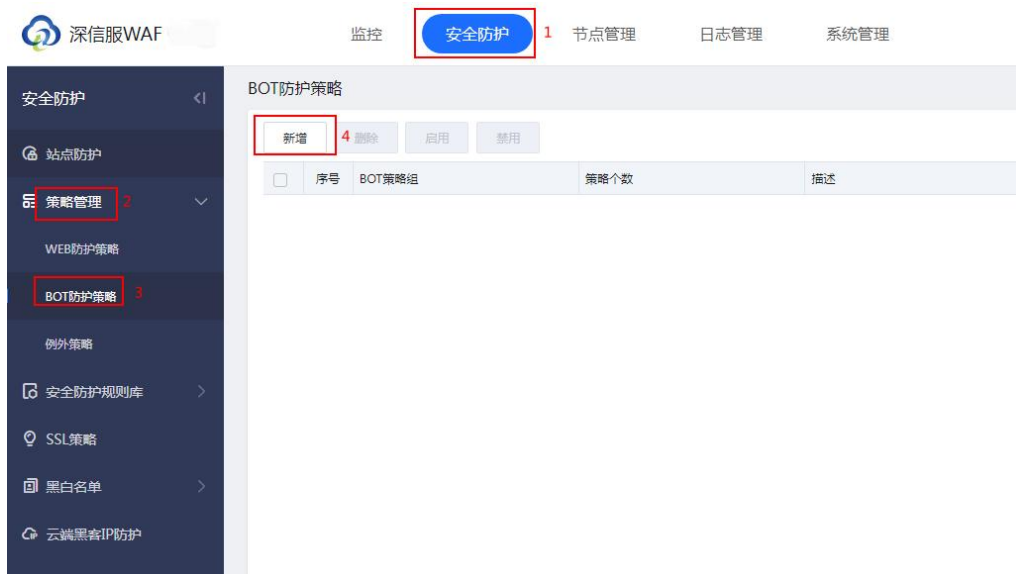 深信服WAF 监控 安全防护 1 节点管理 日志管理 系统管理
安全防护
BOT防护策略
新增 4 删除 启用 禁用
序号 BOT策略组 策略个数 描述
站点防护
策略管理 2
WEB防护策略
BOT防护策略 3
例外策略
安全防护规则库
SSL策略
黑白名单
云端黑客IP防护